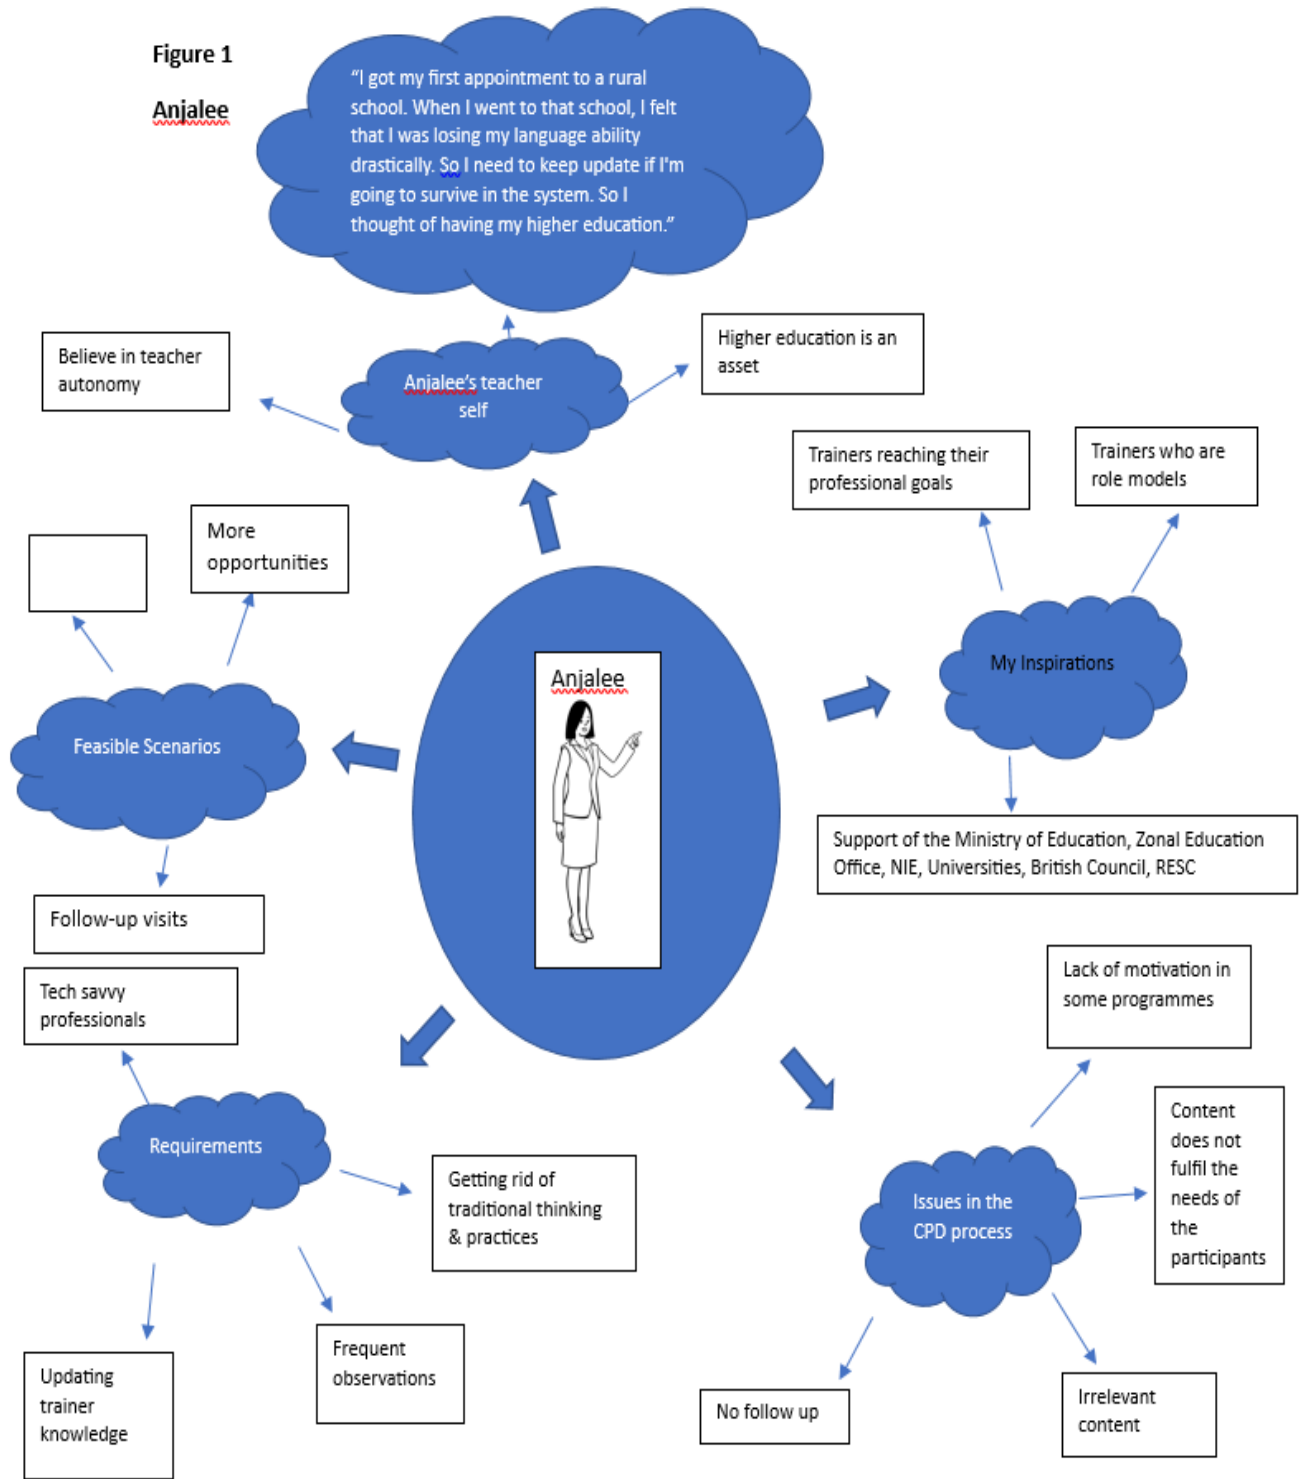 Figure 1
Anjalee
“I got my first appointment to a rural
school. When I went to that school, I felt
that I was losing my language ability
drastically. So I need to keep update if I'm
going to survive in the system. So I
thought of having my higher education.”
Believe in teacher
autonomy
Anjalee’s teacher
self
Higher education is an
asset
Trainers reaching their
professional goals
Trainers who are
role models
More
opportunities
My Inspirations
Anjalee
Feasible Scenarios
Support of the Ministry of Education, Zonal Education
Office, NIE, Universities, British Council, RESC
Follow-up visits
Tech savvy
professionals
Lack of motivation in
some programmes
Requirements
Content
does not
fulfil the
needs of
the
participants
Getting rid of
traditional thinking
& practices
Issues in the
CPD process
Frequent
observations
Updating
trainer
knowledge
No follow up
Irrelevant
content